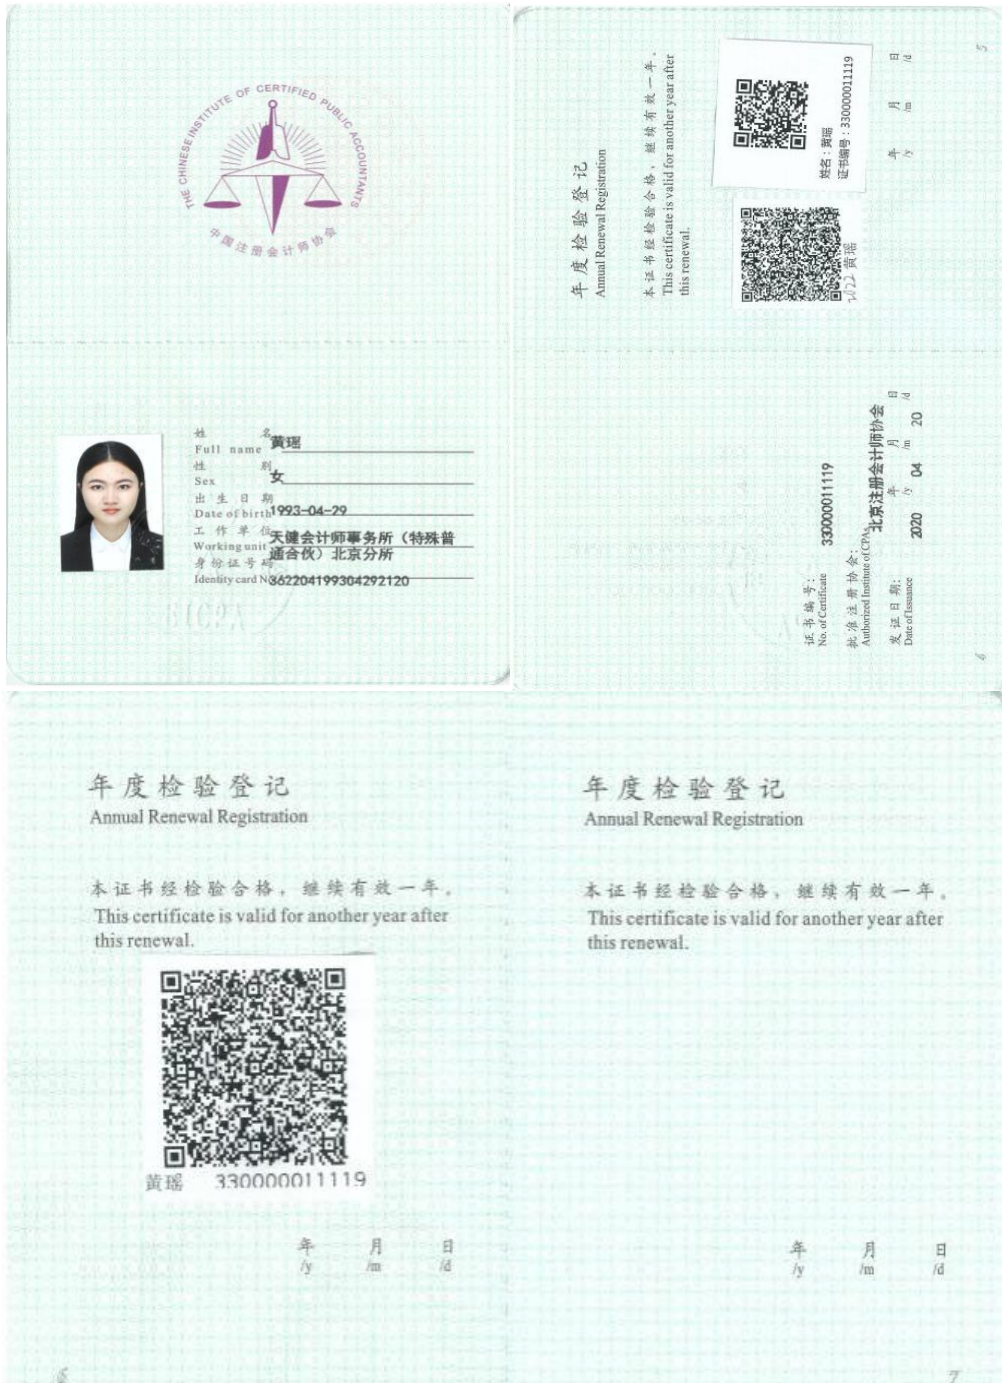 THE CHINESE INSTITUTE OF CERTIFIED PUBLIC ACCOUNTANTS
中国注册会计师协会
姓 名 黄瑶
Full name
性 别 女
Sex
出生日期 1993-04-29
Date of birth
工作单位 天健会计师事务所（特殊普
Working unit 通合伙）北京分所
身份证号码
Identity card No. 362204199304292120
年度检验登记
Annual Renewal Registration
本证书经检验合格，继续有效一年。
This certificate is valid for another year after
this renewal.
姓名：黄瑶
证书编号：330000011119
黄瑶
年 月 日
/y /m /d
5
证书编号： 330000011119
No. of Certificate
批准注册协会： 北京注册会计师协会
Authorized Institute of CPAs
发证日期： 2020 年 04 月 20 日
Date of Issuance /y /m /d
4
年度检验登记
Annual Renewal Registration
本证书经检验合格，继续有效一年。
This certificate is valid for another year after
this renewal.
黄瑶 330000011119
年 月 日
/y /m /d
6
年度检验登记
Annual Renewal Registration
本证书经检验合格，继续有效一年。
This certificate is valid for another year after
this renewal.
年 月 日
/y /m /d
7